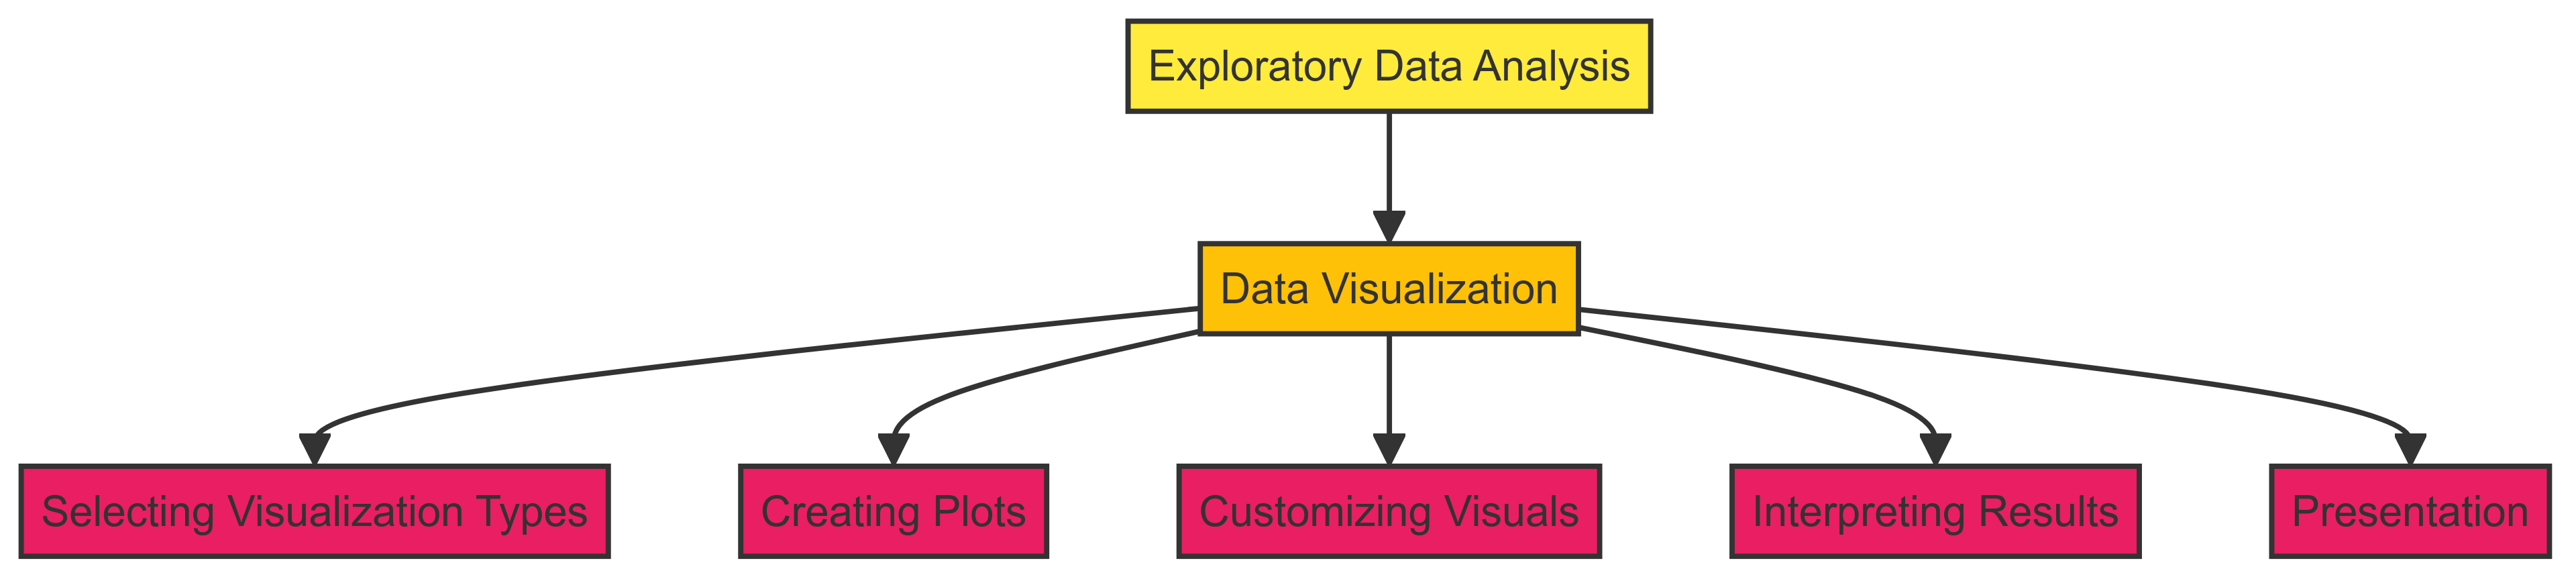 Exploratory Data Analysis
Data Visualization
Selecting Visualization Types
Creating Plots
Customizing Visuals
Interpreting Results
Presentation